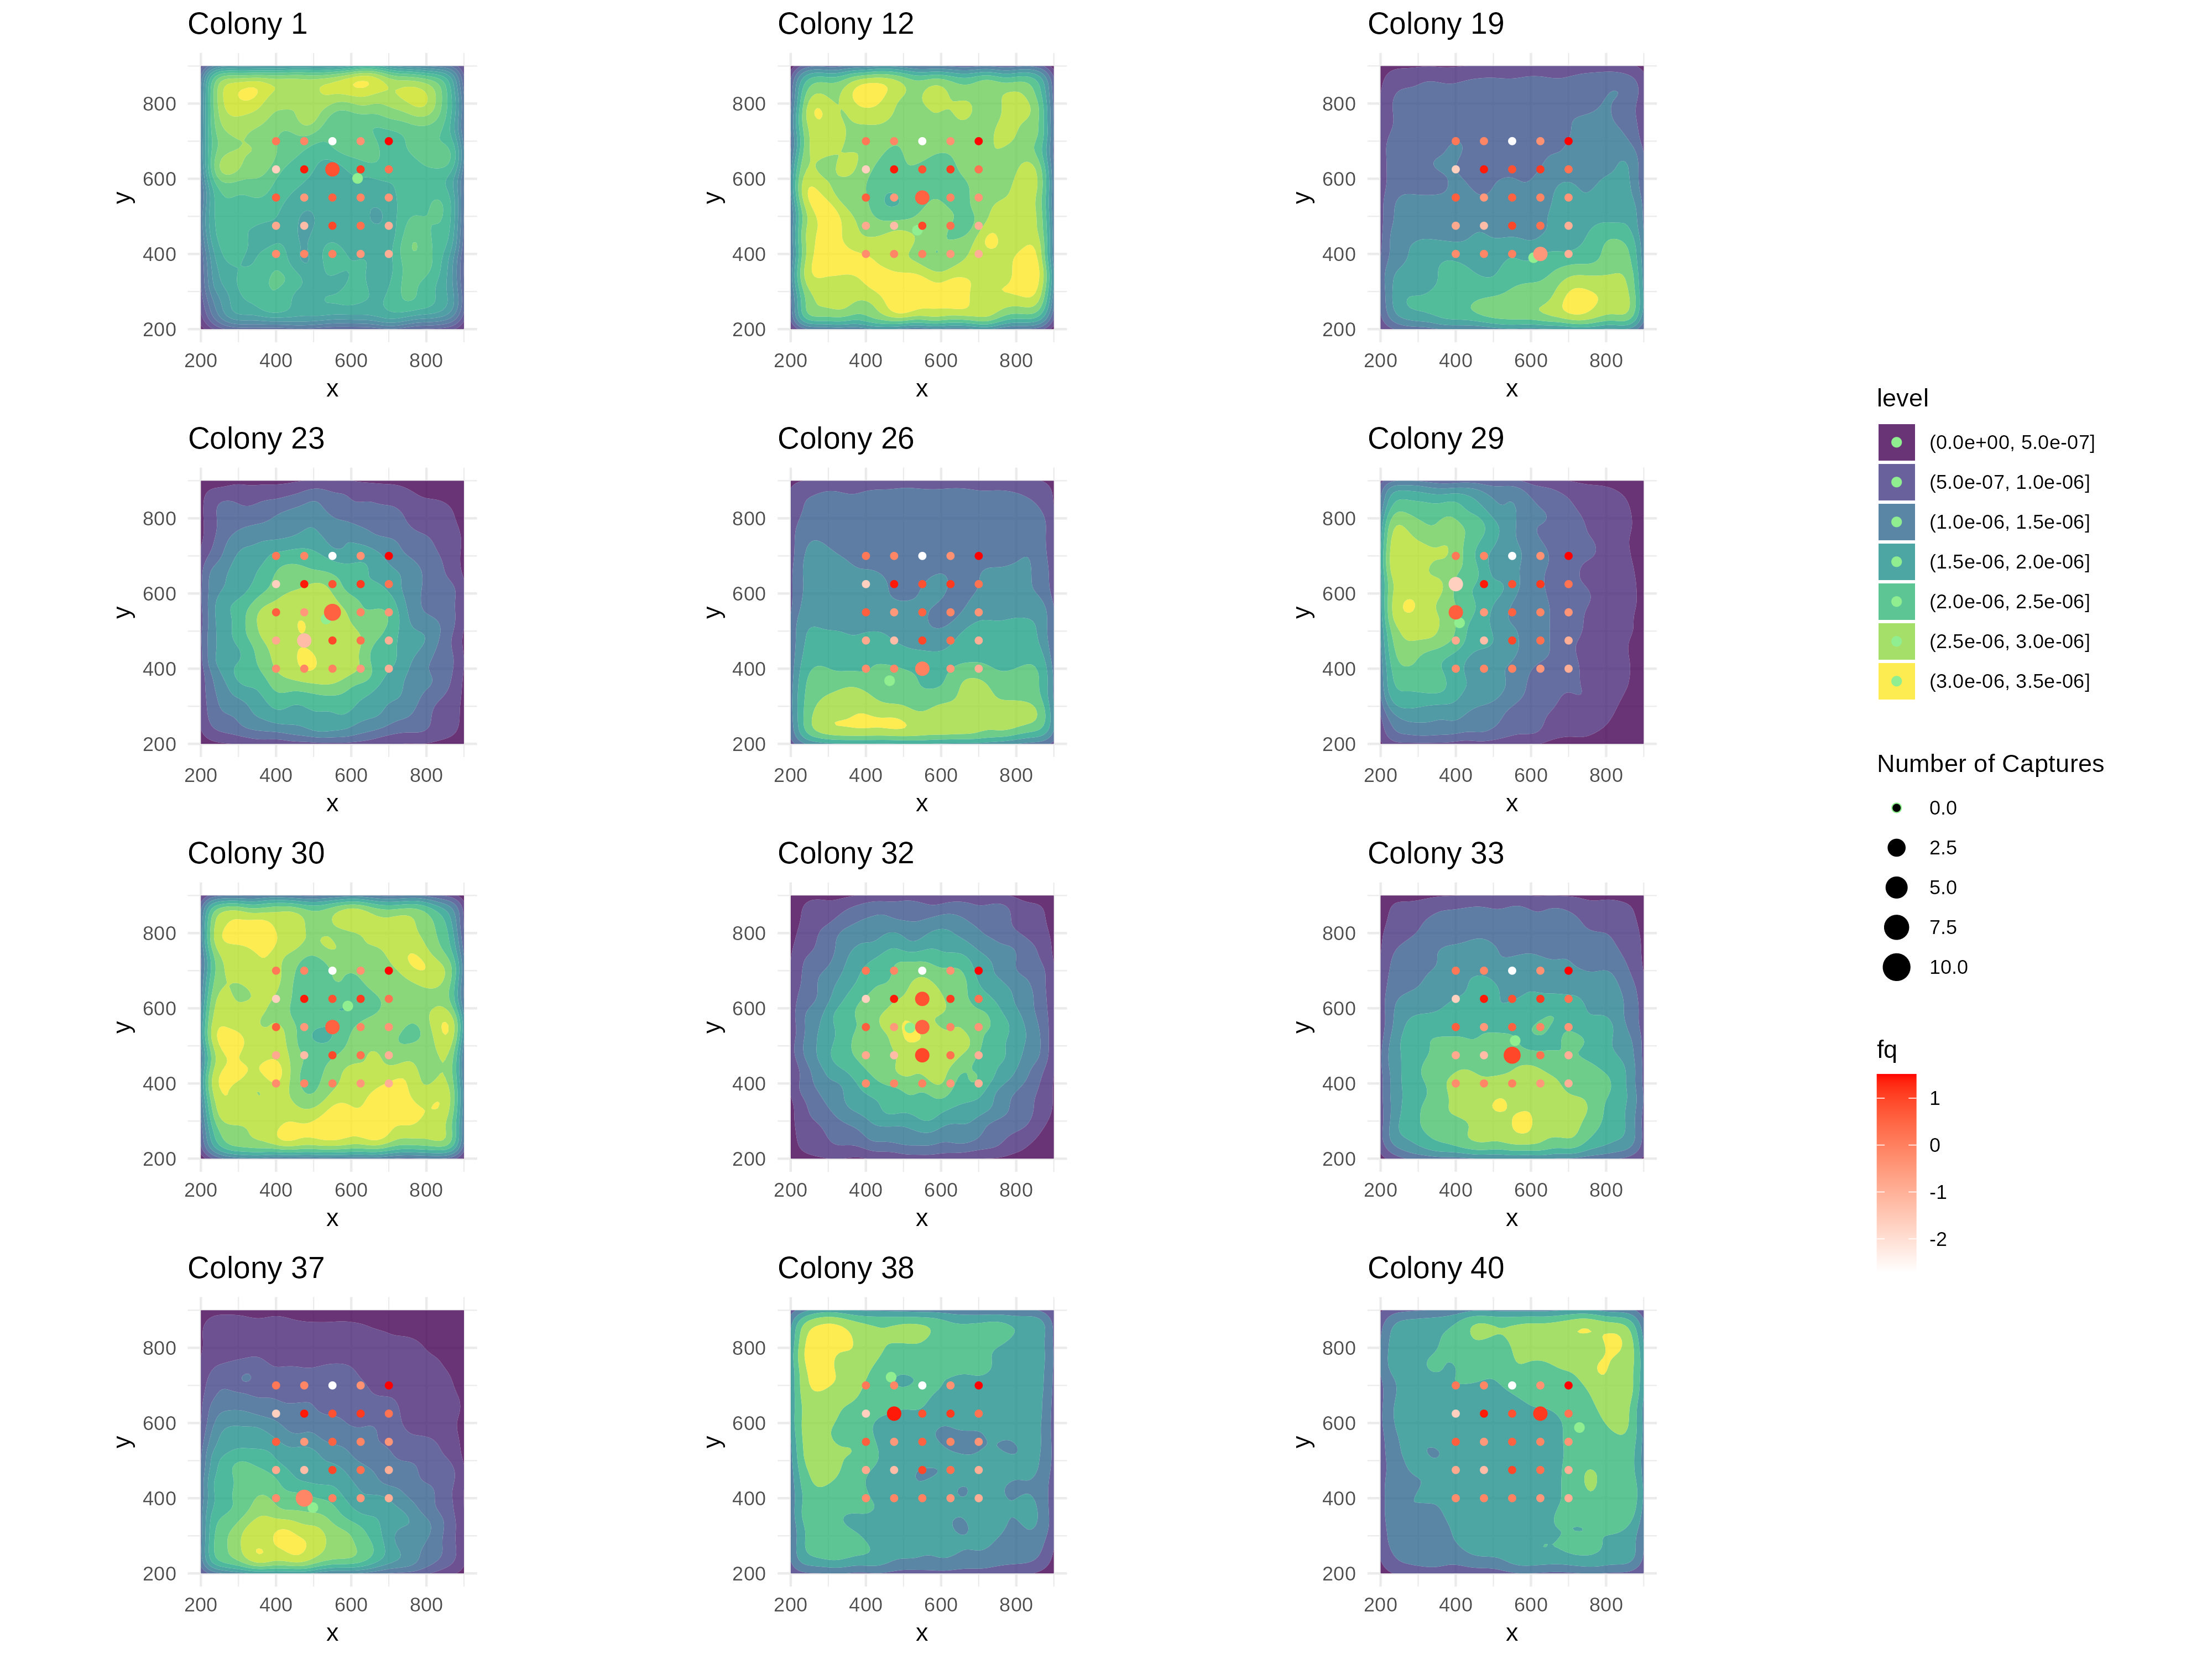 Colony 1
y
800
600
400
200
200 400 600 800
x
Colony 12
y
800
600
400
200
200 400 600 800
x
Colony 19
y
800
600
400
200
200 400 600 800
x
Colony 23
y
800
600
400
200
200 400 600 800
x
Colony 26
y
800
600
400
200
200 400 600 800
x
Colony 29
y
800
600
400
200
200 400 600 800
x
Colony 30
y
800
600
400
200
200 400 600 800
x
Colony 32
y
800
600
400
200
200 400 600 800
x
Colony 33
y
800
600
400
200
200 400 600 800
x
Colony 37
y
800
600
400
200
200 400 600 800
x
Colony 38
y
800
600
400
200
200 400 600 800
x
Colony 40
y
800
600
400
200
200 400 600 800
x
level
(0.0e+00, 5.0e-07]
(5.0e-07, 1.0e-06]
(1.0e-06, 1.5e-06]
(1.5e-06, 2.0e-06]
(2.0e-06, 2.5e-06]
(2.5e-06, 3.0e-06]
(3.0e-06, 3.5e-06]
Number of Captures
0.0
2.5
5.0
7.5
10.0
fq
1
0
-1
-2